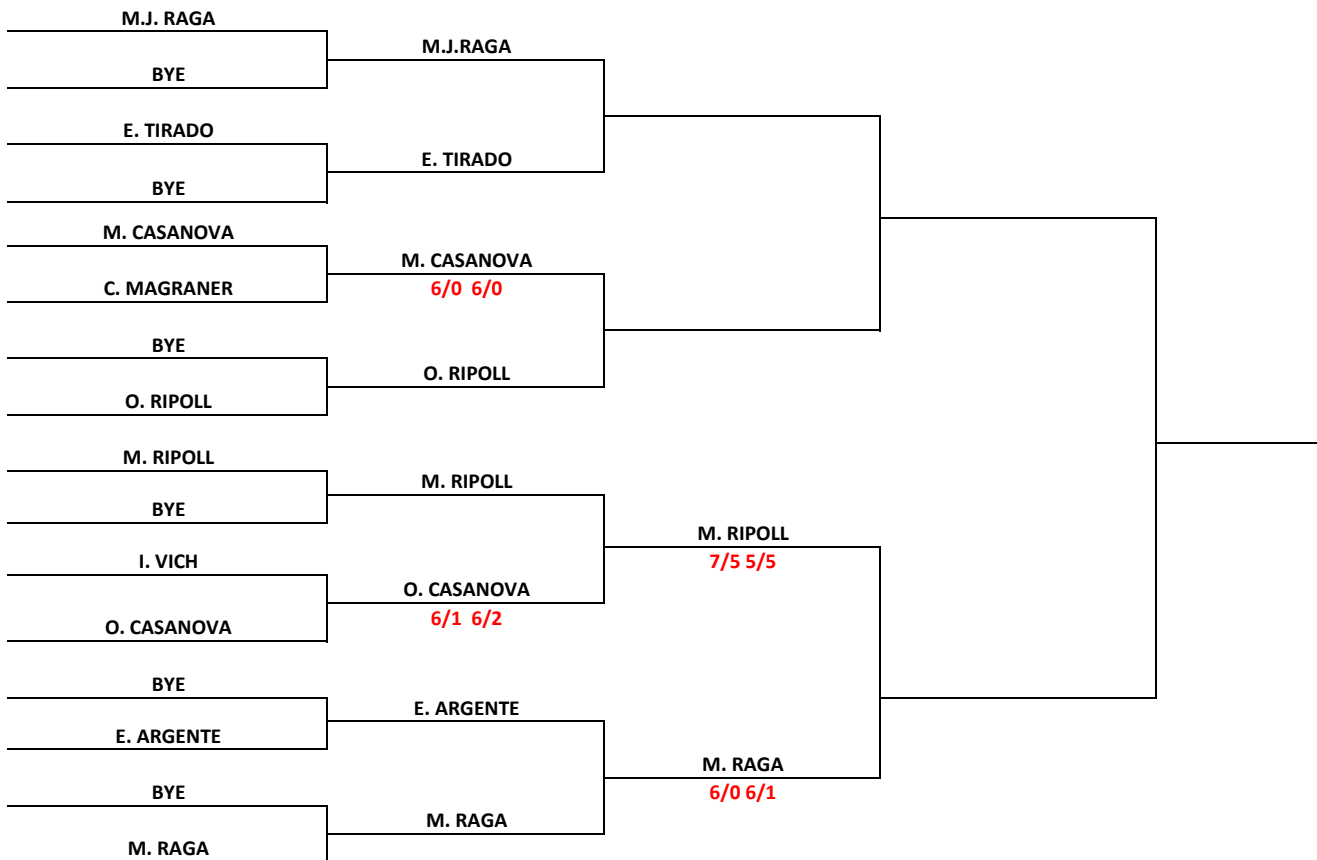 M.J. RAGA
M.J.RAGA
BYE
E. TIRADO
E. TIRADO
BYE
M. CASANOVA
M. CASANOVA
C. MAGRANER
6/0 6/0
BYE
O. RIPOLL
O. RIPOLL
M. RIPOLL
M. RIPOLL
BYE
M. RIPOLL
I. VICH
7/5 5/5
O. CASANOVA
6/1 6/2
O. CASANOVA
BYE
E. ARGENTE
E. ARGENTE
M. RAGA
BYE
6/0 6/1
M. RAGA
M. RAGA